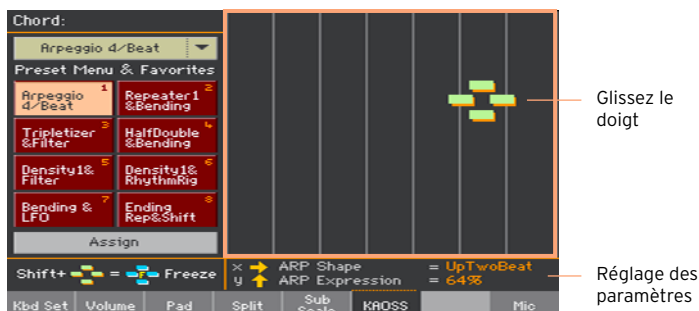 Chord:
Arpeggio 4/Beat
Preset Menu & Favorites
Arpeggio 4/Beat 1
Repeater1 &Bending 2
Tripletizer &Filter 3
HalfDouble &Bending 4
Density1& Filter 5
Density1& RhythmRig 6
Bending & LFO 7
Ending Rep&Shift 8
Assign
Shift+ = F Freeze
x ARP Shape = UpTwoBeat
y ARP Expression = 64%
Kbd Set Volume Pad Split Sub Scale KAOSS Mic
Glissez le
doigt
Réglage des
paramètres